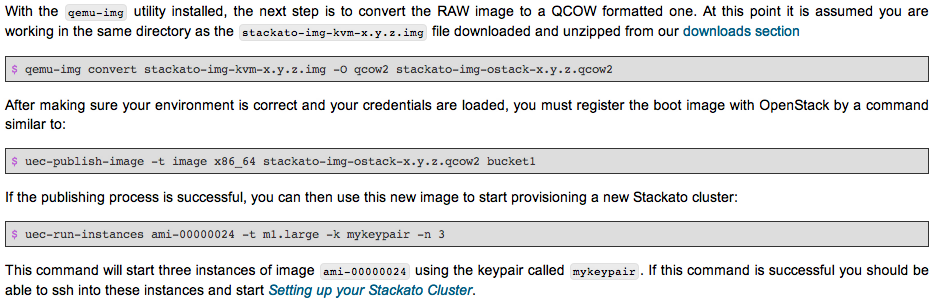 With the qemu-img utility installed, the next step is to convert the RAW image to a QCOW formatted one. At this point it is assumed you are
working in the same directory as the stackato-img-kvm-x.y.z.img file downloaded and unzipped from our downloads section
$ qemu-img convert stackato-img-kvm-x.y.z.img -O qcow2 stackato-img-ostack-x.y.z.qcow2
After making sure your environment is correct and your credentials are loaded, you must register the boot image with OpenStack by a command
similar to:
$ uec-publish-image -t image x86_64 stackato-img-ostack-x.y.z.qcow2 bucket1
If the publishing process is successful, you can then use this new image to start provisioning a new Stackato cluster:
$ uec-run-instances ami-00000024 -t m1.large -k mykeypair -n 3
This command will start three instances of image ami-00000024 using the keypair called mykeypair. If this command is successful you should be
able to ssh into these instances and start Setting up your Stackato Cluster.